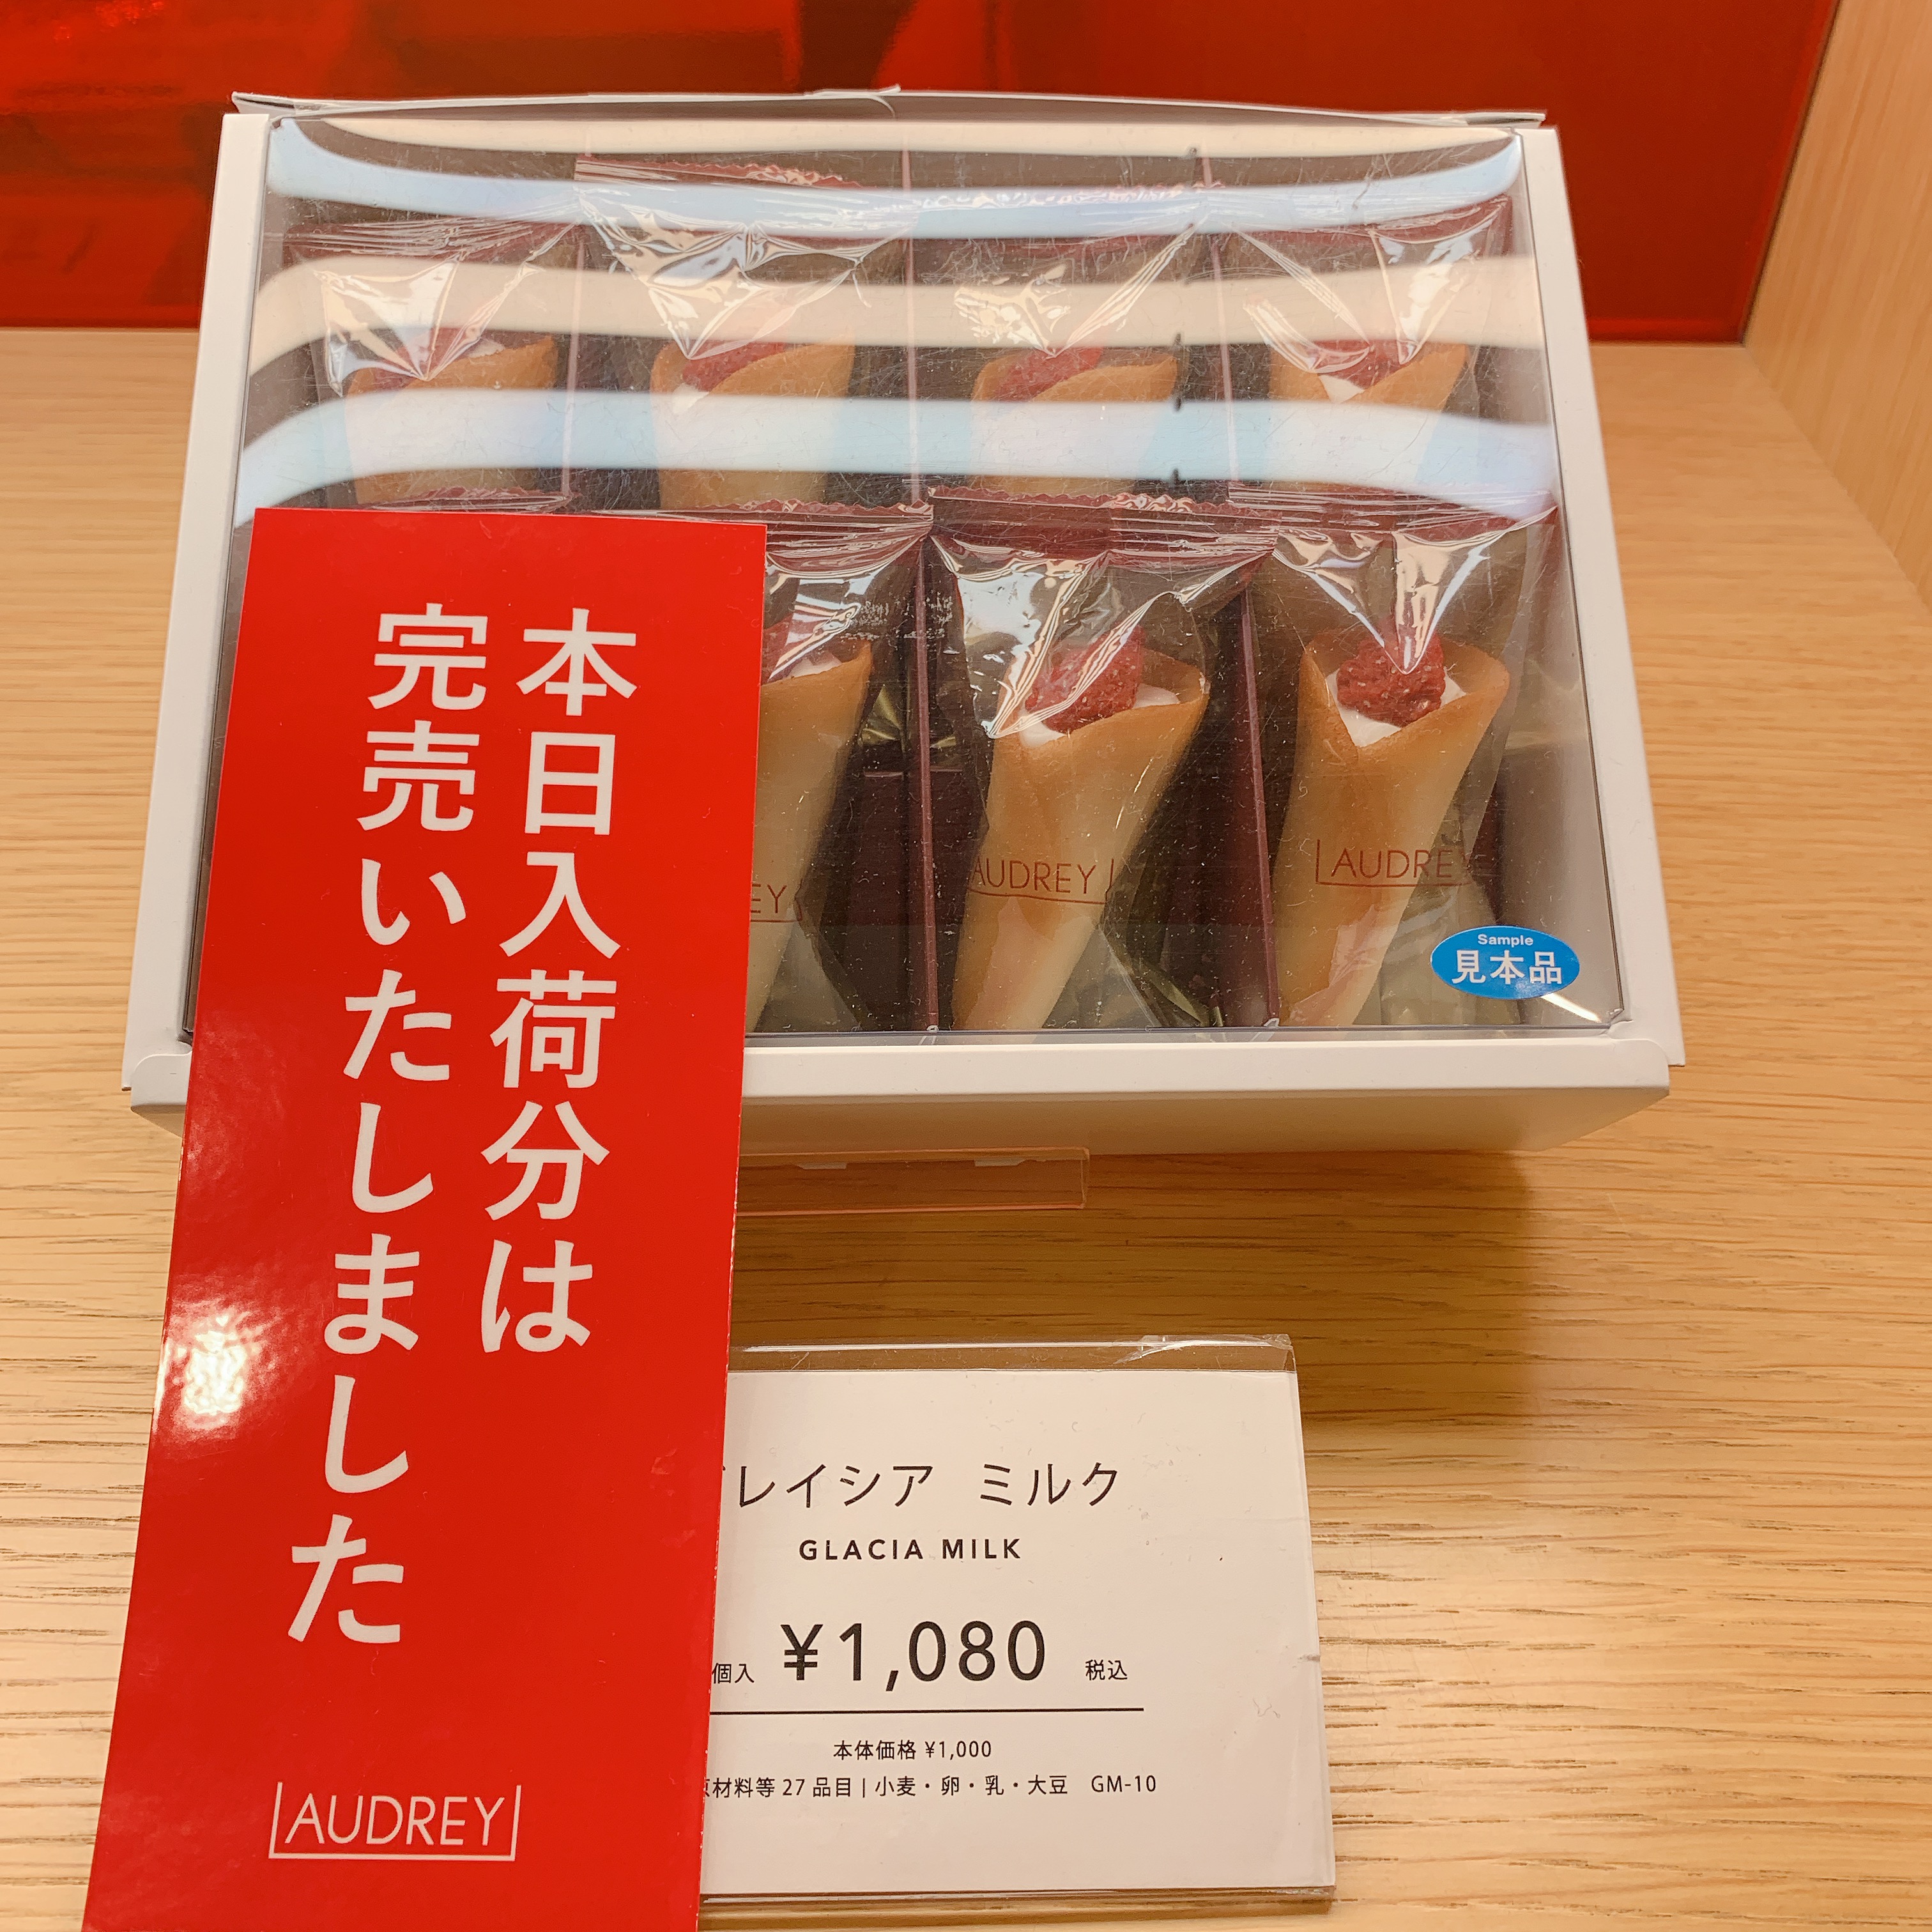 本日入荷分は
完売いたしました
AUDREY
EY
AUDREY
AUDRE
Sample
見本品
レイシア ミルク
GLACIA MILK
個入 ¥1,080 税込
本体価格 ¥1,000
材料等 27 品目 | 小麦・卵・乳・大豆 GM-10